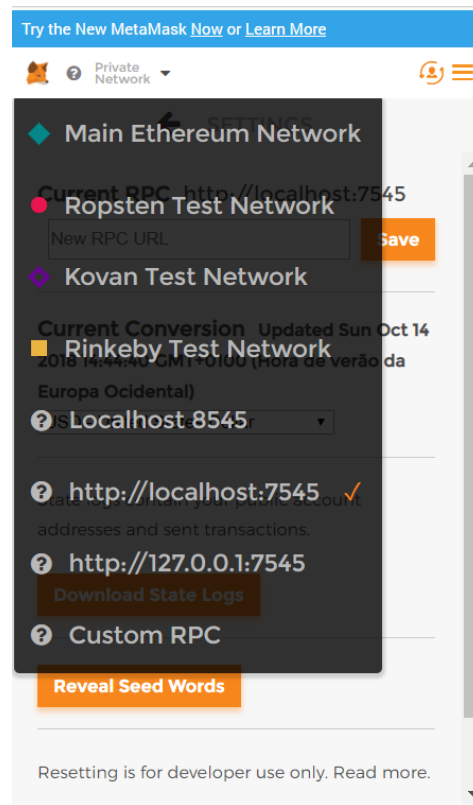 Try the New MetaMask Now or Learn More
Private
Network
SETTINGS
Main Ethereum Network
Current RPC http://localhost:7545
Ropsten Test Network
New RPC URL
Save
Kovan Test Network
Current Conversion Updated Sun Oct 14
Rinkeby Test Network
2018 14:44:40 GMT+0100 (Hora de verão da
Europa Ocidental)
Localhost 8545
http://localhost:7545
State logs contain your public account
addresses and sent transactions.
http://127.0.0.1:7545
Download State Logs
Custom RPC
Reveal Seed Words
Resetting is for developer use only. Read more.